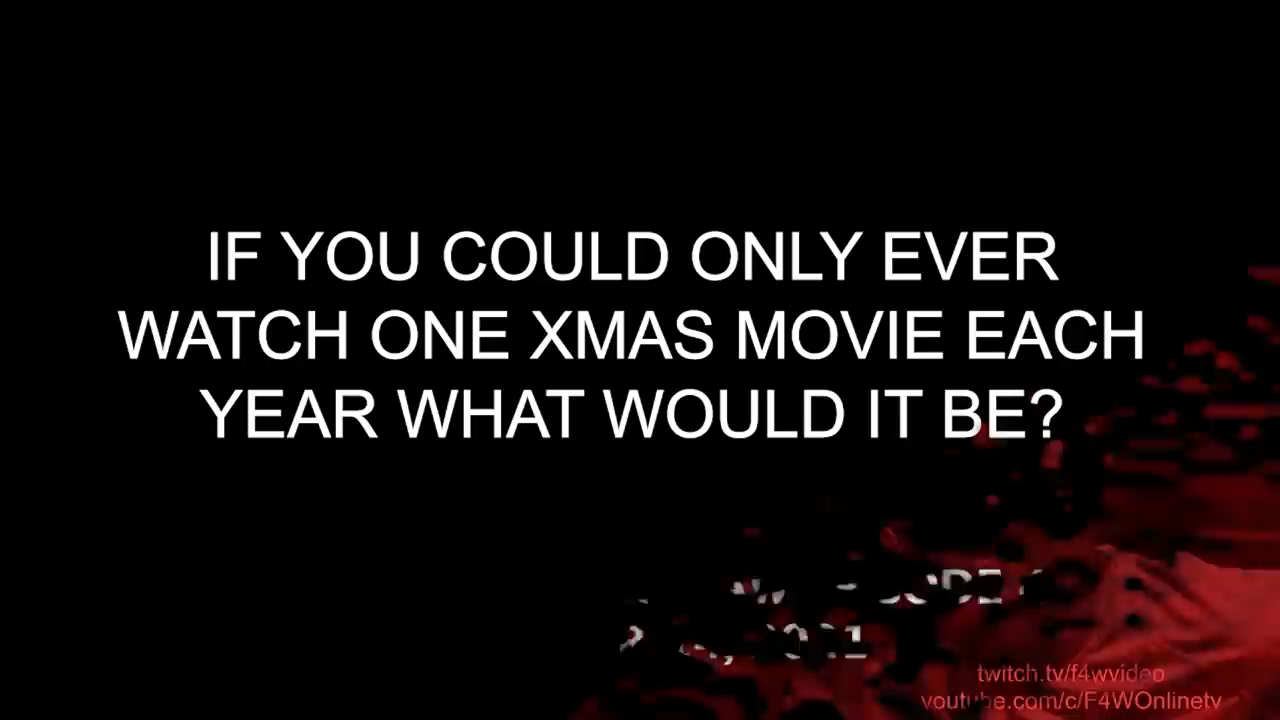 IF YOU COULD ONLY EVER
WATCH ONE XMAS MOVIE EACH
YEAR WHAT WOULD IT BE?
twitch.tv/f4wvideo
youtube.com/c/F4WOnlinetv